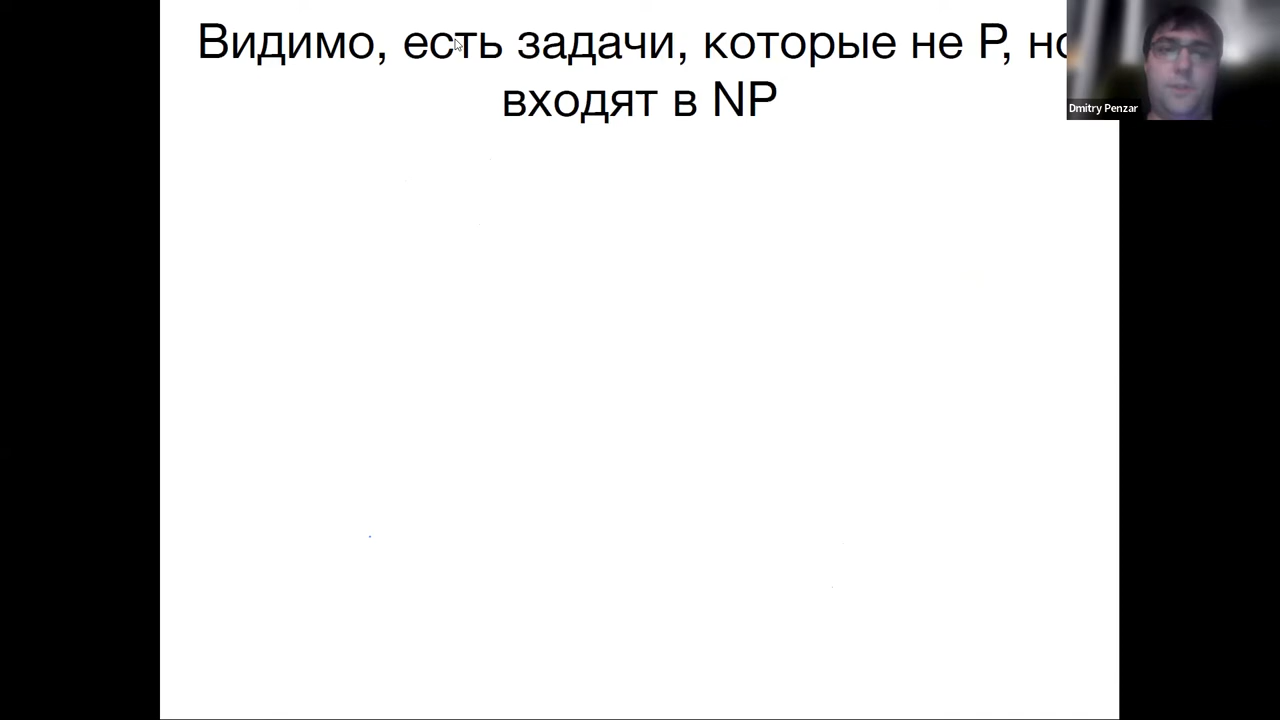 Видимо, есть задачи, которые не P, но
входят в NP
Dmitry Penzar